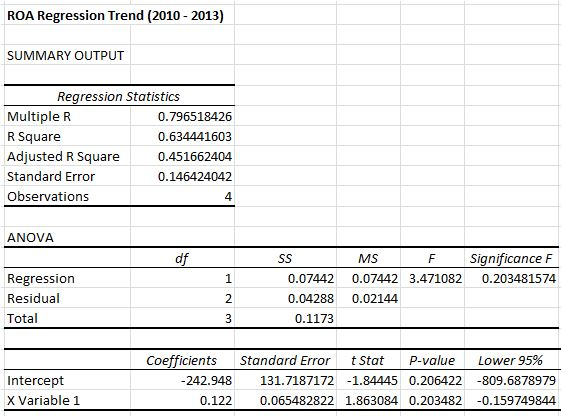 ROA Regression Trend (2010 - 2013)
SUMMARY OUTPUT
Regression Statistics
Multiple R 0.796518426
R Square 0.634441603
Adjusted R Square 0.451662404
Standard Error 0.146424042
Observations 4
ANOVA
df SS MS F Significance F
Regression 1 0.07442 0.07442 3.471082 0.203481574
Residual 2 0.04288 0.02144
Total 3 0.1173
Coefficients Standard Error t Stat P-value Lower 95%
Intercept -242.948 131.7187172 -1.84445 0.206422 -809.6878979
X Variable 1 0.122 0.065482822 1.863084 0.203482 -0.159749844